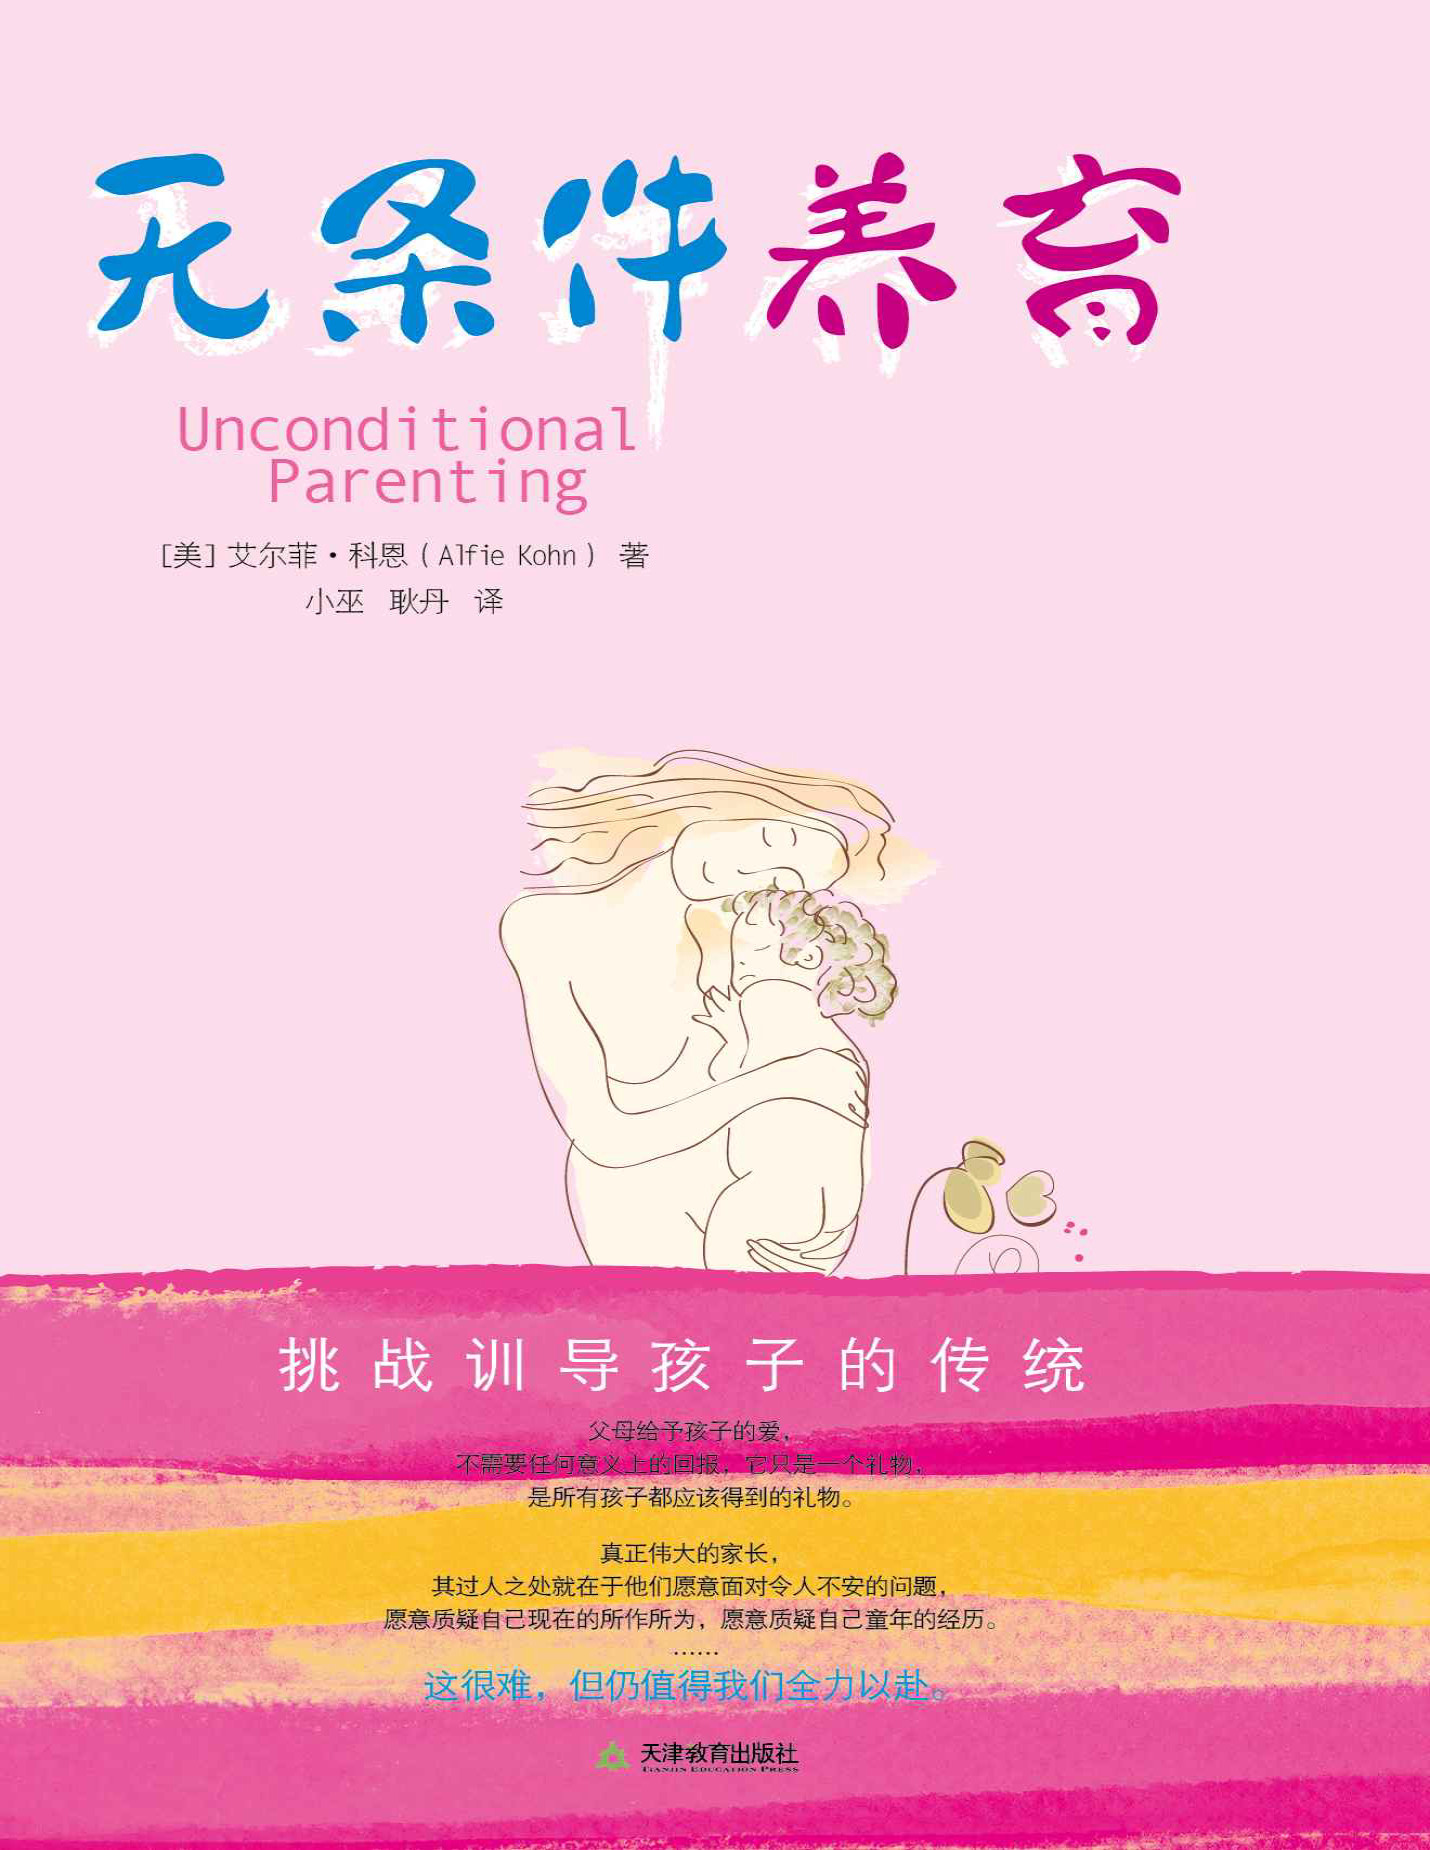 无条件养育
Unconditional
Parenting
[美] 艾尔菲·科恩（Alfie Kohn） 著
小巫 耿丹 译
挑战训导孩子的传统
父母给予孩子的爱，
不需要任何意义上的回报，它只是一个礼物，
是所有孩子都应该得到的礼物。
真正伟大的家长，
其过人之处就在于他们愿意面对令人不安的问题，
愿意质疑自己现在的所作所为，愿意质疑自己童年的经历。
……
这很难，但仍值得我们全力以赴。
天津教育出版社
TIANJIN EDUCATION PRESS